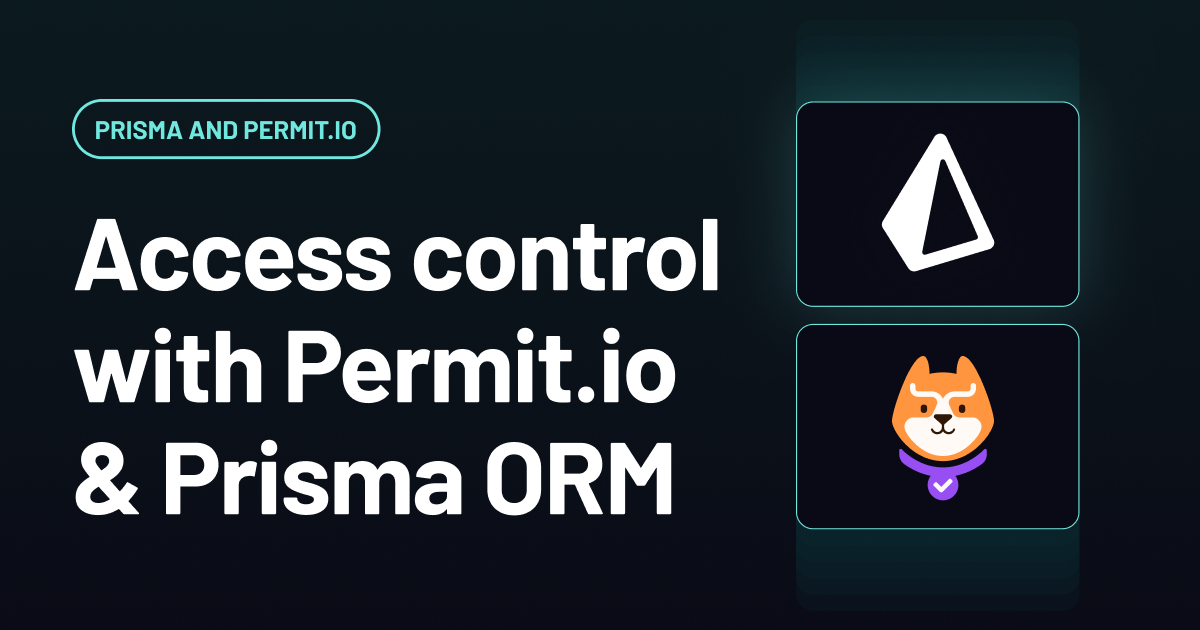 PRISMA AND PERMIT.IO
Access control
with Permit.io
& Prisma ORM